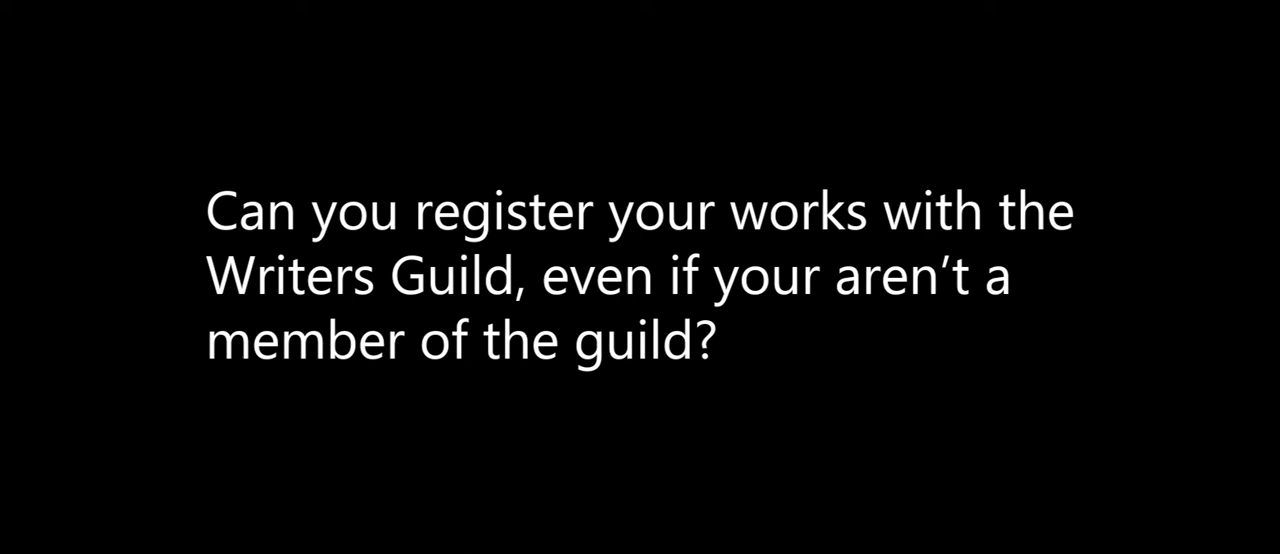 Can you register your works with the
Writers Guild, even if your aren’t a
member of the guild?